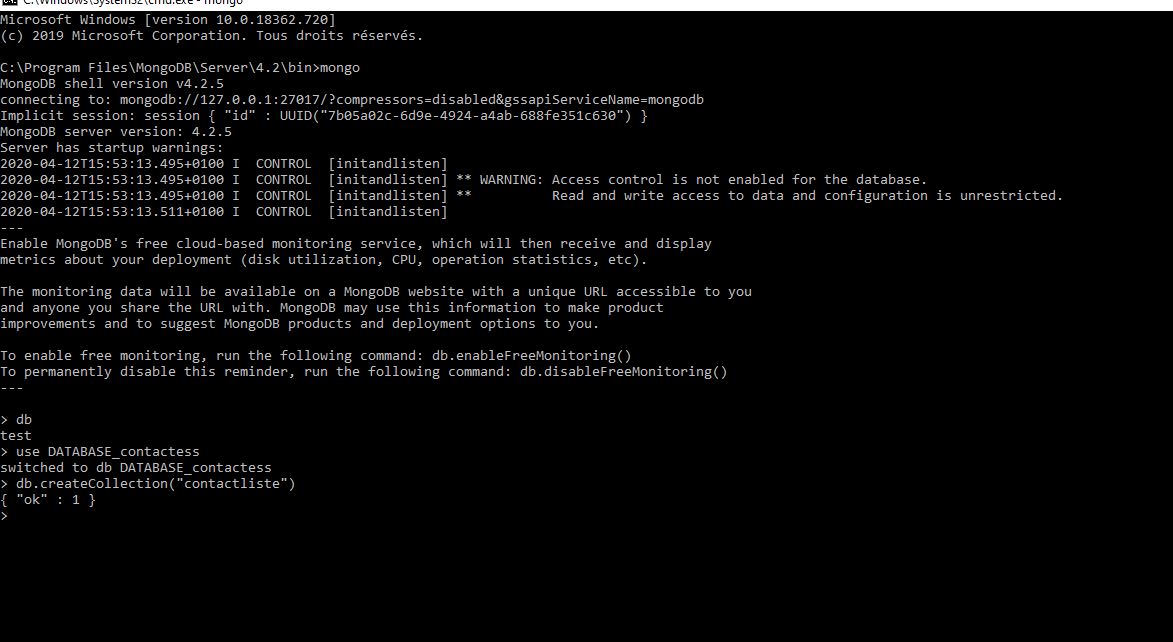 C:\Windows\System32\cmd.exe - mongo
Microsoft Windows [version 10.0.18362.720]
(c) 2019 Microsoft Corporation. Tous droits réservés.
C:\Program Files\MongoDB\Server\4.2\bin>mongo
MongoDB shell version v4.2.5
connecting to: mongodb://127.0.0.1:27017/?compressors=disabled&gssapiServiceName=mongodb
Implicit session: session { "id" : UUID("7b05a02c-6d9e-4924-a4ab-688fe351c630") }
MongoDB server version: 4.2.5
Server has startup warnings:
2020-04-12T15:53:13.495+0100 I  CONTROL  [initandlisten]
2020-04-12T15:53:13.495+0100 I  CONTROL  [initandlisten] ** WARNING: Access control is not enabled for the database.
2020-04-12T15:53:13.495+0100 I  CONTROL  [initandlisten] **          Read and write access to data and configuration is unrestricted.
2020-04-12T15:53:13.511+0100 I  CONTROL  [initandlisten]
---
Enable MongoDB's free cloud-based monitoring service, which will then receive and display
metrics about your deployment (disk utilization, CPU, operation statistics, etc).
The monitoring data will be available on a MongoDB website with a unique URL accessible to you
and anyone you share the URL with. MongoDB may use this information to make product
improvements and to suggest MongoDB products and deployment options to you.
To enable free monitoring, run the following command: db.enableFreeMonitoring()
To permanently disable this reminder, run the following command: db.disableFreeMonitoring()
---
> db
test
> use DATABASE_contactess
switched to db DATABASE_contactess
> db.createCollection("contactliste")
{ "ok" : 1 }
>